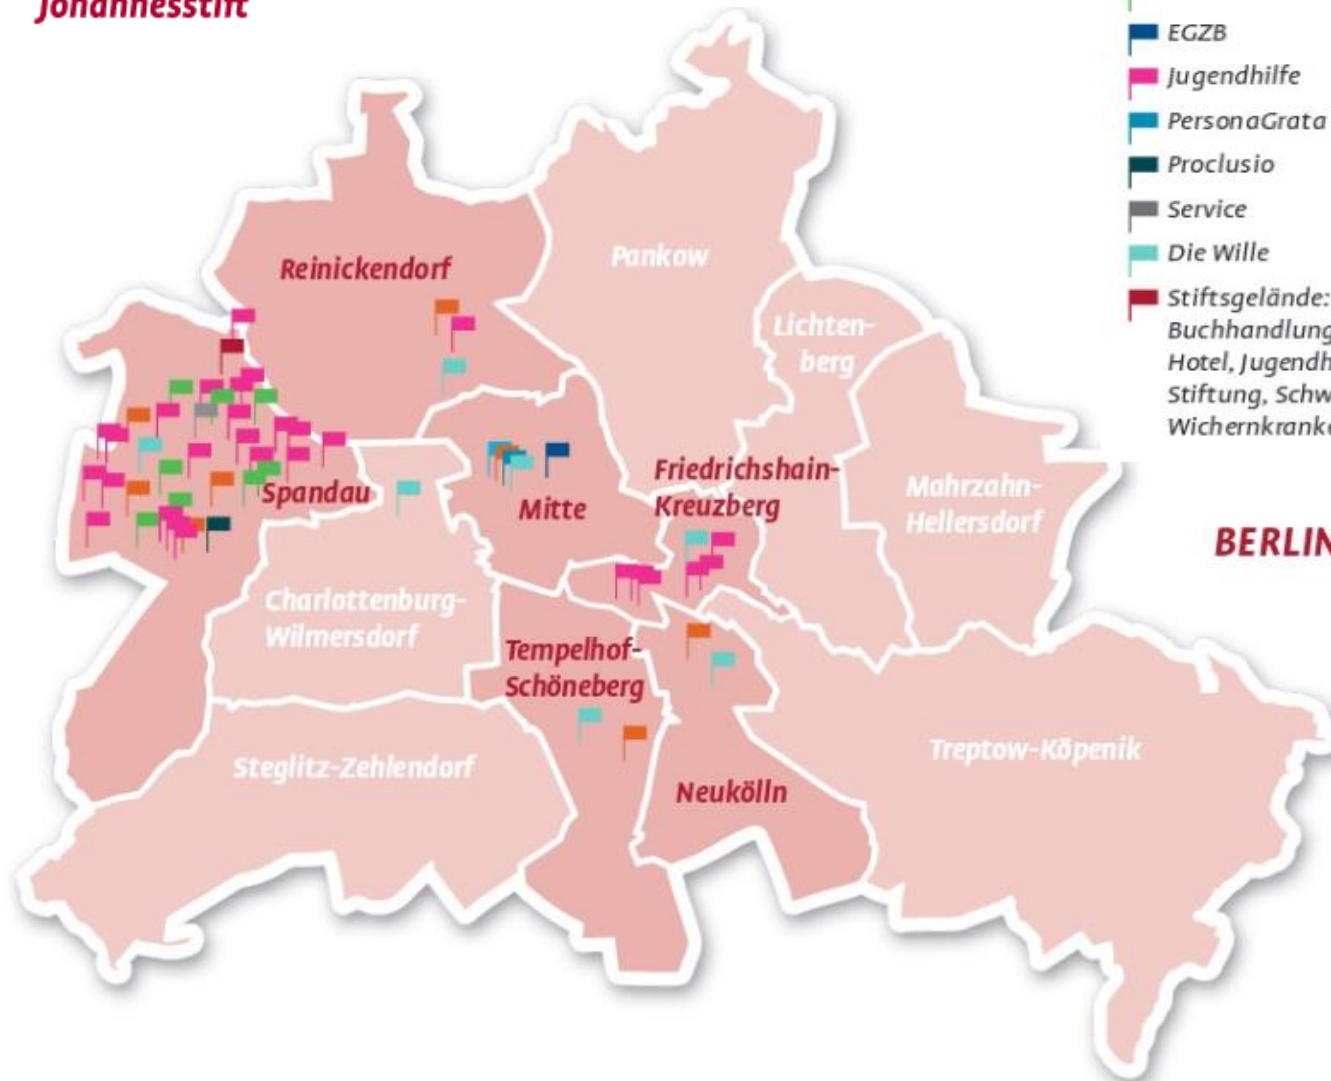 Johannesstift
EGZB
Jugendhilfe
PersonaGrata
Proclusio
Service
Die Wille
Stiftsgelände:
Buchhandlung
Hotel, Jugendh
Stiftung, Schw
Wichernkranke
Reinickendorf
Pankow
Lichten-
berg
Friedrichshain-
Kreuzberg
Mahrzahn-
Hellersdorf
Spandau
Mitte
BERLIN
Charlottenburg-
Wilmersdorf
Tempelhof-
Schöneberg
Steglitz-Zehlendorf
Treptow-Köpenik
Neukölln